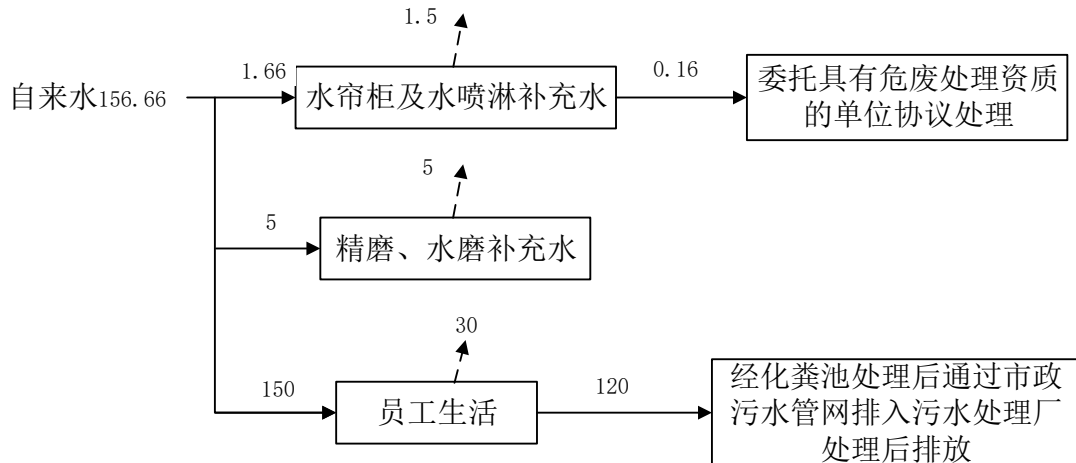 1.5
自来水156.66
1.66
水帘柜及水喷淋补充水
0.16
委托具有危废处理资质
的单位协议处理
5
5
精磨、水磨补充水
30
150
员工生活
120
经化粪池处理后通过市政
污水管网排入污水处理厂
处理后排放